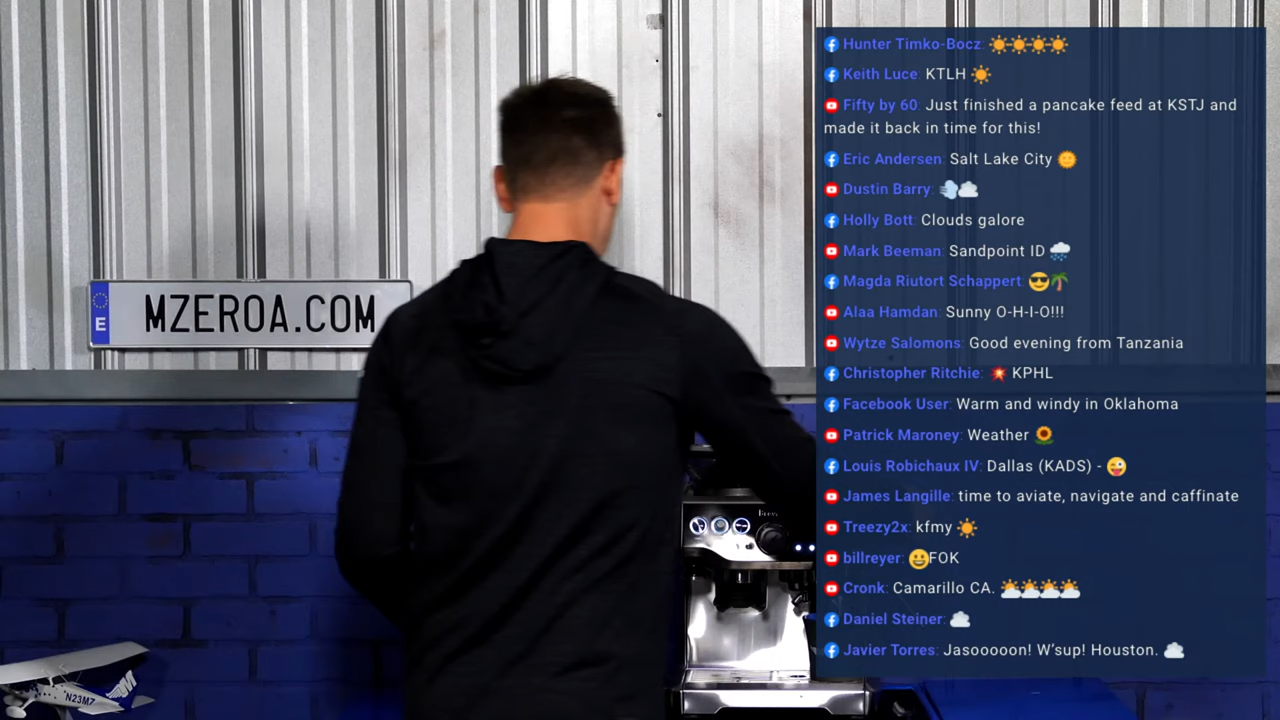 Hunter Timko-Bocz: ☀️☀️☀️☀️
Keith Luce: KTLH ☀️
Fifty by 60: Just finished a pancake feed at KSTJ and
made it back in time for this!
Eric Andersen: Salt Lake City 🌞
Dustin Barry: 💨☁️
Holly Bott: Clouds galore
Mark Beeman: Sandpoint ID 🌨️
Magda Riutort Schappert: 😎🌴
Alaa Hamdan: Sunny O-H-I-O!!!
Wytze Salomons: Good evening from Tanzania
Christopher Ritchie: 💥 KPHL
Facebook User: Warm and windy in Oklahoma
Patrick Maroney: Weather 🌻
Louis Robichaux IV: Dallas (KADS) - 😜
James Langille: time to aviate, navigate and caffinate
Treezy2x: kfmy ☀️
billreyer: 😀FOK
Cronk: Camarillo CA. 🌥️🌥️🌥️🌥️
Daniel Steiner: ☁️
Javier Torres: Jasooooon! W'sup! Houston. ☁️
E
MZEROA.COM
N23MZ